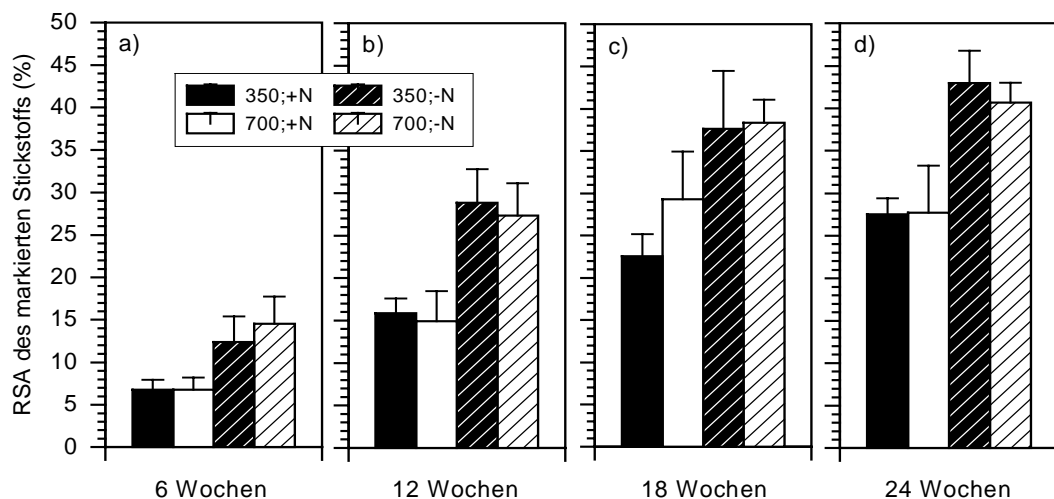 RSA des markierten Stickstoffs (%)
50
45
40
35
30
25
20
15
10
5
0
a)
b)
c)
d)
350;+N
350;-N
700;+N
700;-N
6 Wochen
12 Wochen
18 Wochen
24 Wochen